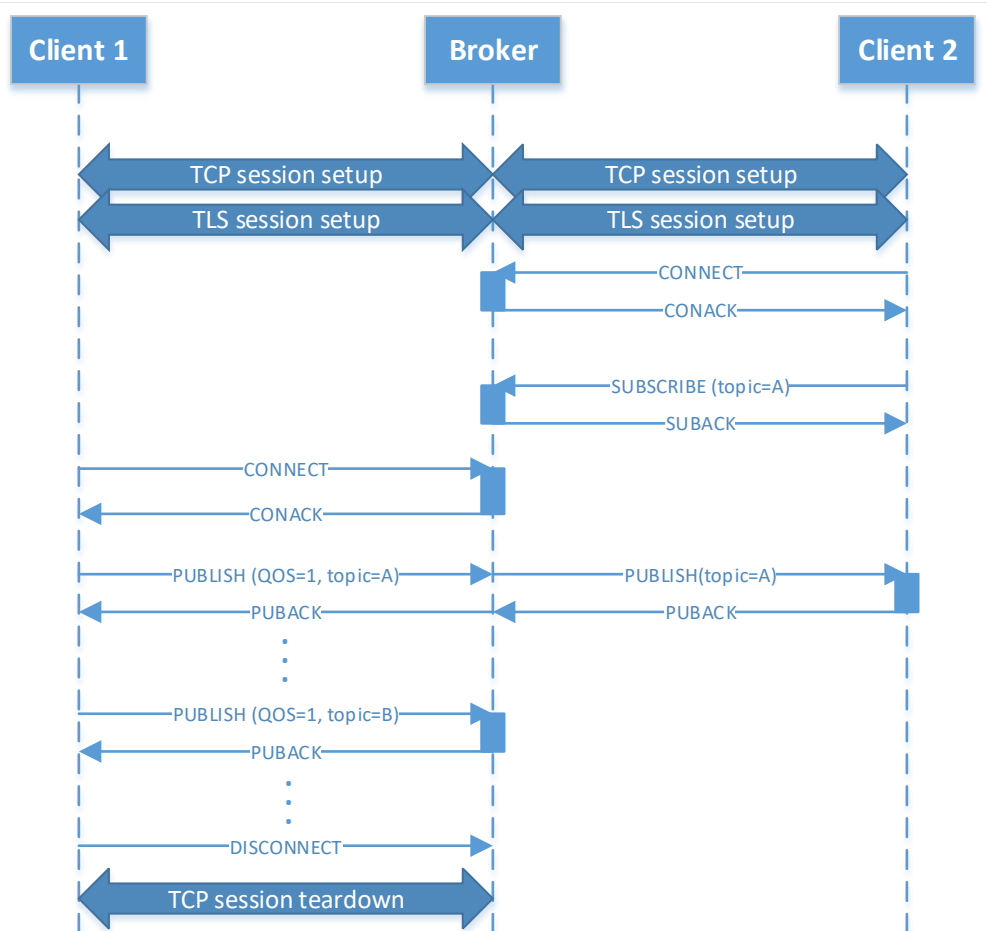 Client 1
Broker
Client 2
TCP session setup
TCP session setup
TLS session setup
TLS session setup
CONNECT
CONACK
SUBSCRIBE (topic=A)
SUBACK
CONNECT
CONACK
PUBLISH (QOS=1, topic=A)
PUBLISH(topic=A)
PUBACK
PUBACK
PUBLISH (QOS=1, topic=B)
PUBACK
DISCONNECT
TCP session teardown